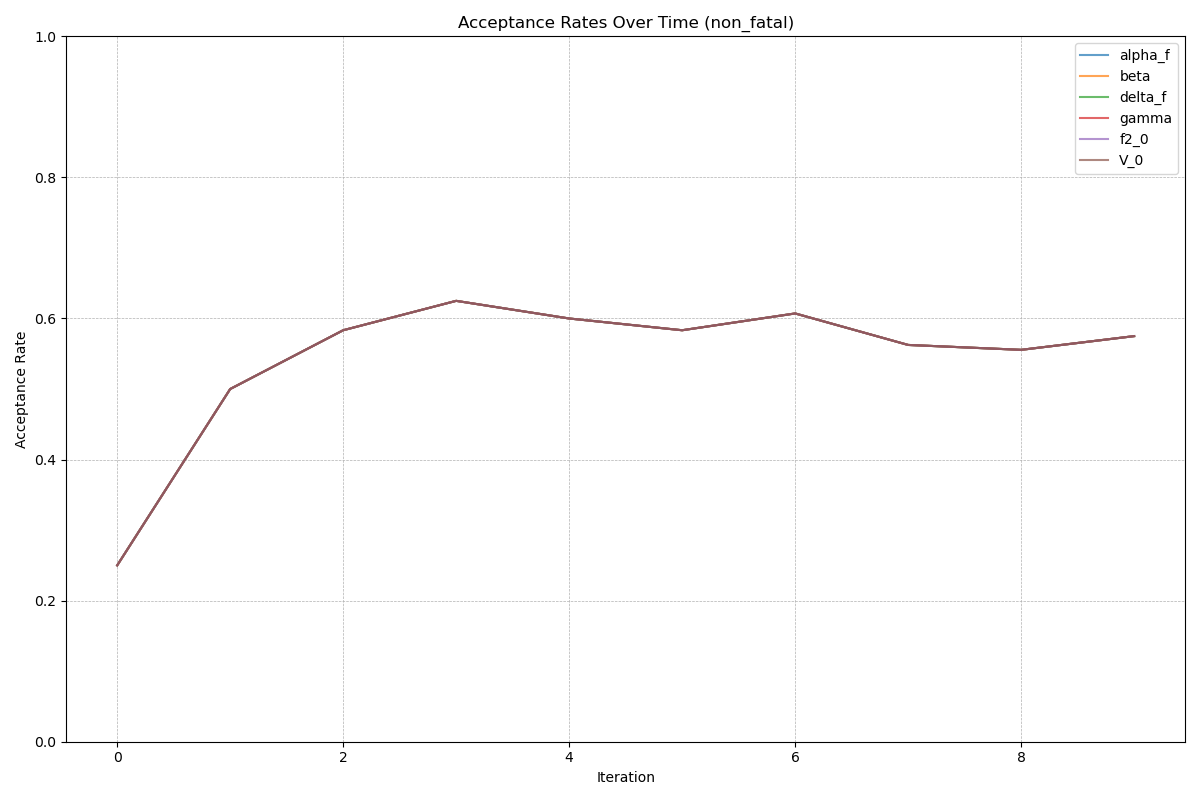 Acceptance Rates Over Time (non_fatal)
1.0
0.8
0.6
0.4
0.2
0.0
Acceptance Rate
alpha_f
beta
delta_f
gamma
f2_0
V_0
0 2 4 6 8
Iteration